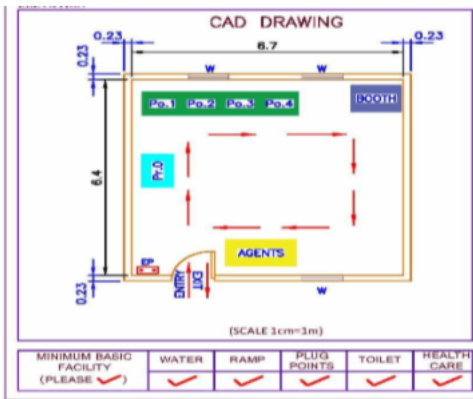 CAD DRAWING
0.23
6.7
0.23
0.23
W
W
Po.1 Po.2 Po.3 Po.4
BOOTH
Pr.O
6.4
AGENTS
EP
ENTRY
EXIT
0.23
W
(SCALE 1cm=1m)
MINIMUM BASIC FACILITY (PLEASE ✓)
WATER
RAMP
PLUG POINTS
TOILET
HEALTH CARE
✓ ✓ ✓ ✓ ✓